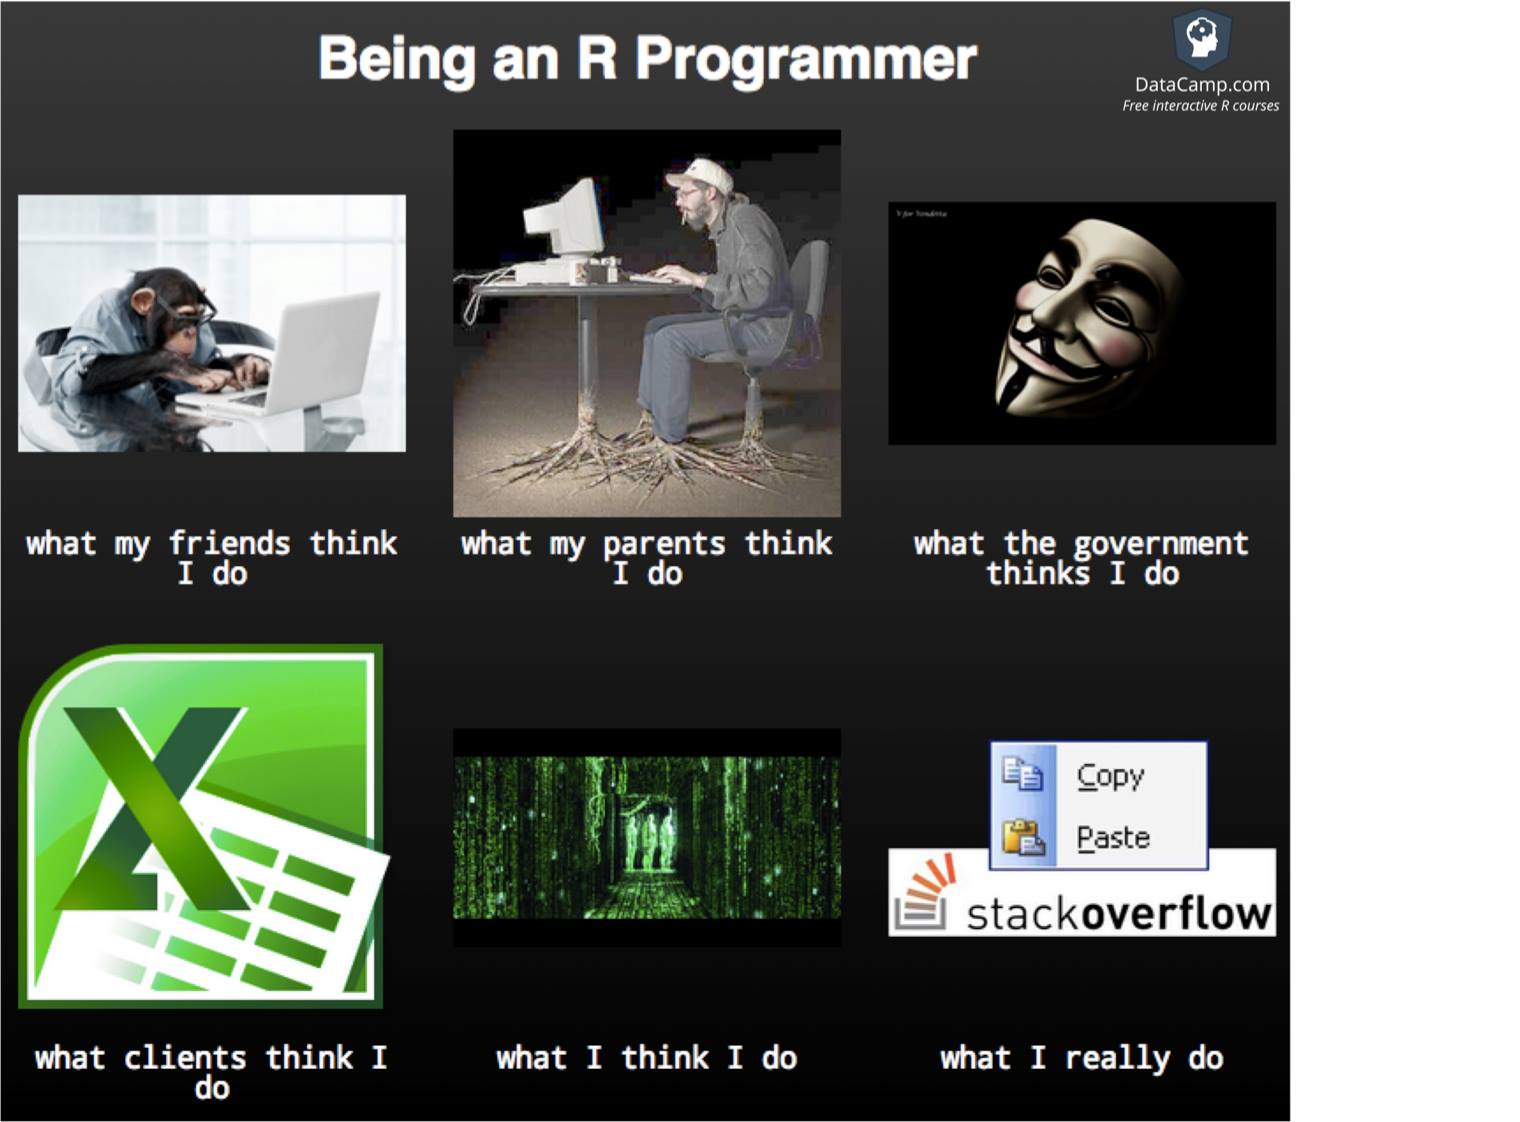 Being an R Programmer
DataCamp.com
Free interactive R courses
V for Vendetta
what my friends think
I do
what my parents think
I do
what the government
thinks I do
Copy
Paste
stackoverflow
what clients think I
do
what I think I do
what I really do